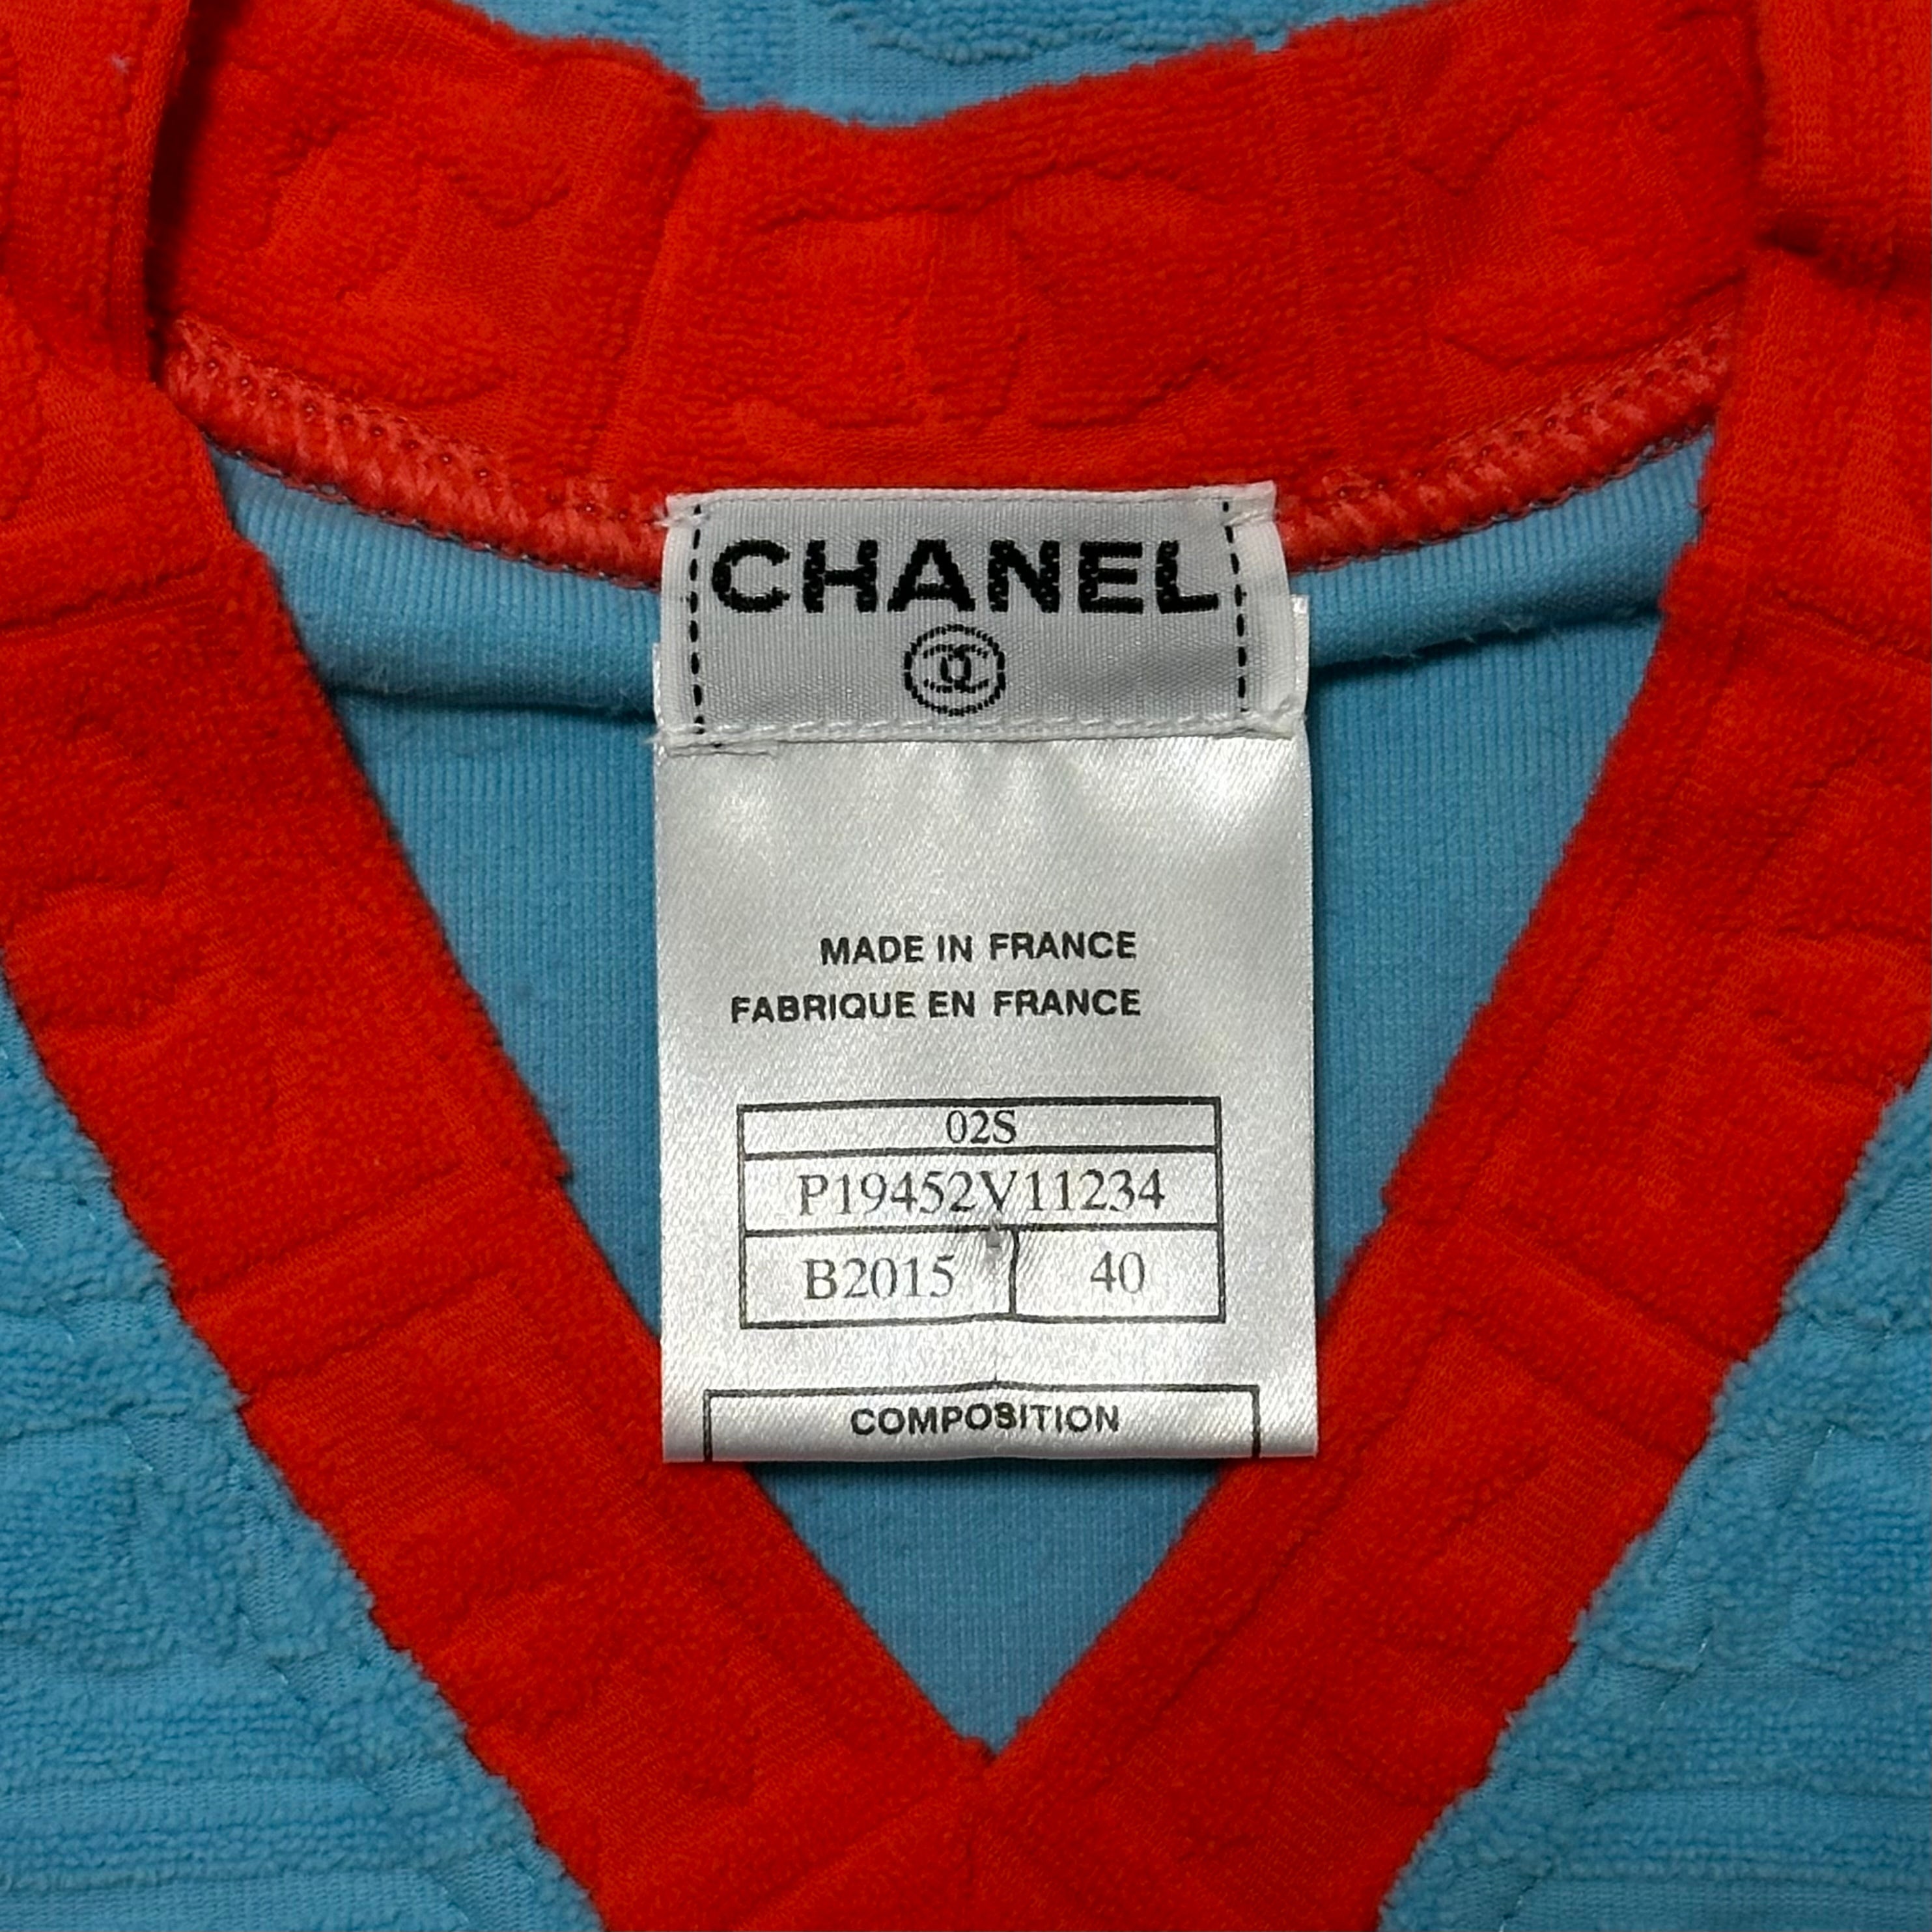 CHANEL
MADE IN FRANCE
FABRIQUE EN FRANCE
02S
P19452V11234
B2015 40
COMPOSITION